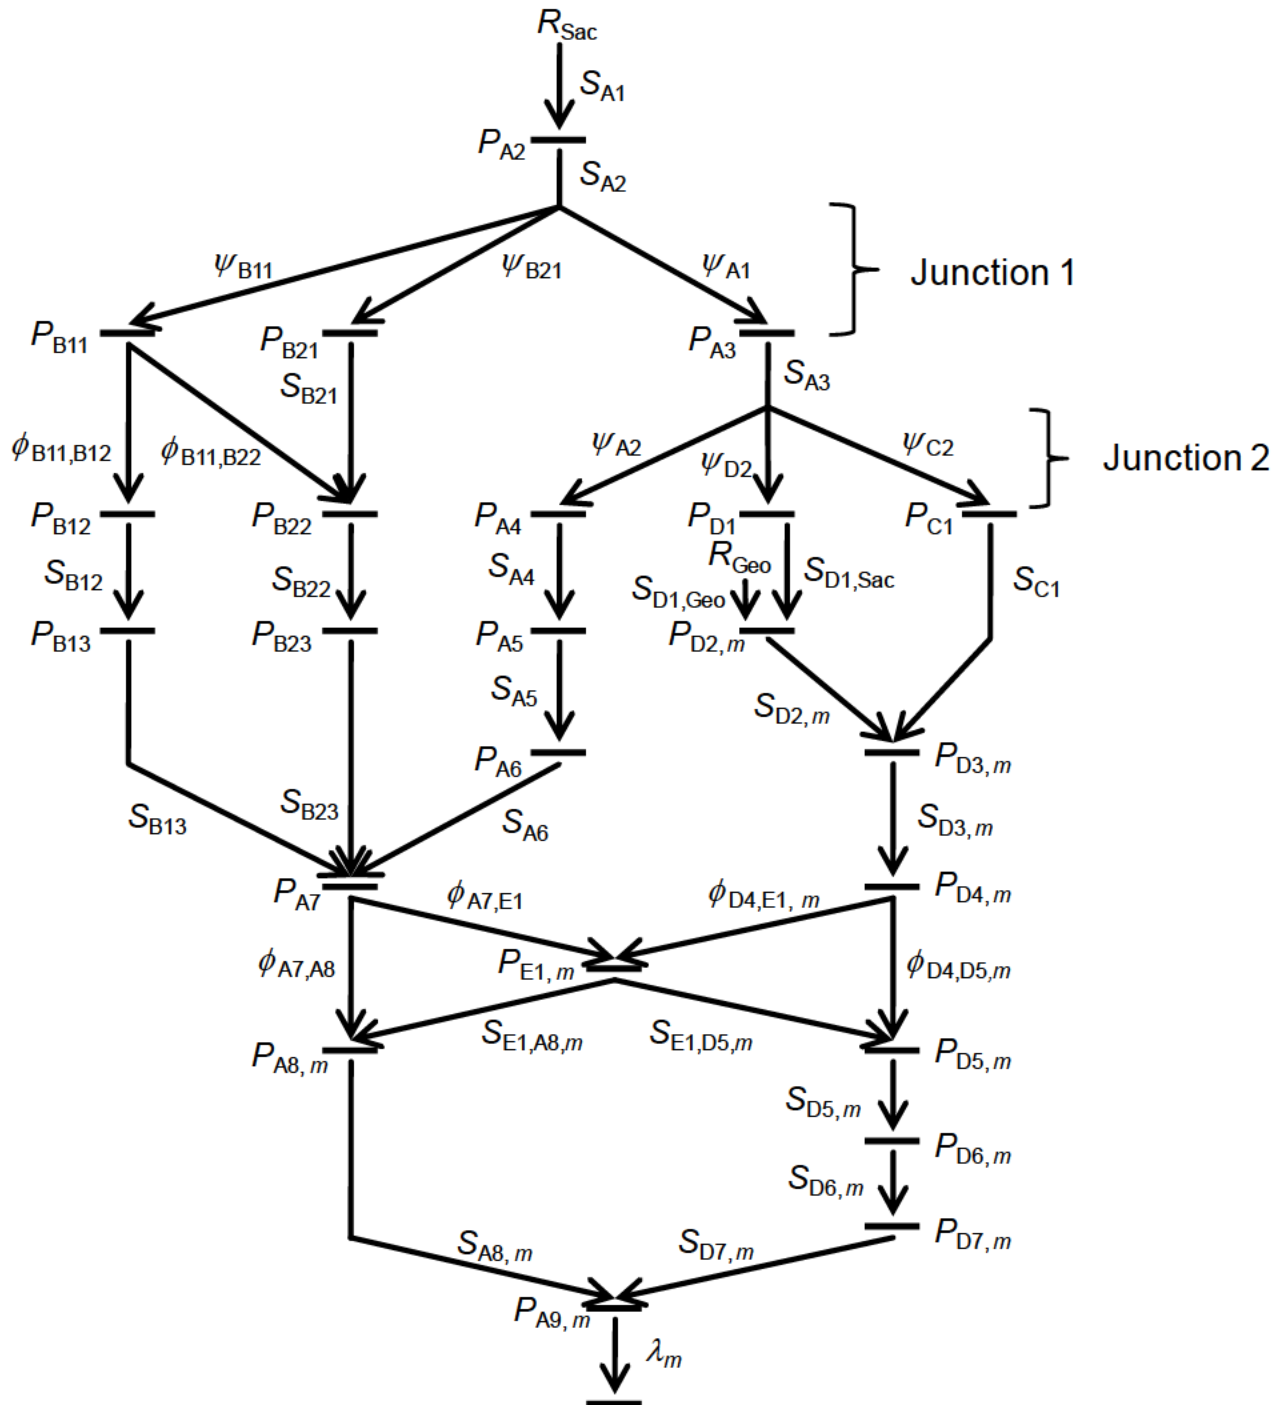 R_Sac
S_A1
P_A2
S_A2
ψ_B11 ψ_B21 ψ_A1 Junction 1
P_B11 P_B21 P_A3
S_B21 S_A3
ϕ_B11,B12 ϕ_B11,B22 ψ_A2 ψ_D2 ψ_C2 Junction 2
P_B12 P_B22 P_A4 P_D1 P_C1
S_B12 S_B22 S_A4 R_Geo S_D1,Geo S_D1,Sac S_C1
P_B13 P_B23 P_A5 P_D2,m
S_A5 S_D2,m
P_A6 P_D3,m
S_B13 S_B23 S_A6 S_D3,m
P_A7 ϕ_A7,E1 ϕ_D4,E1,m P_D4,m
ϕ_A7,A8 P_E1,m ϕ_D4,D5,m
S_E1,A8,m S_E1,D5,m
P_A8,m P_D5,m
S_D5,m
P_D6,m
S_D6,m
P_D7,m
S_A8,m S_D7,m
P_A9,m
λ_m